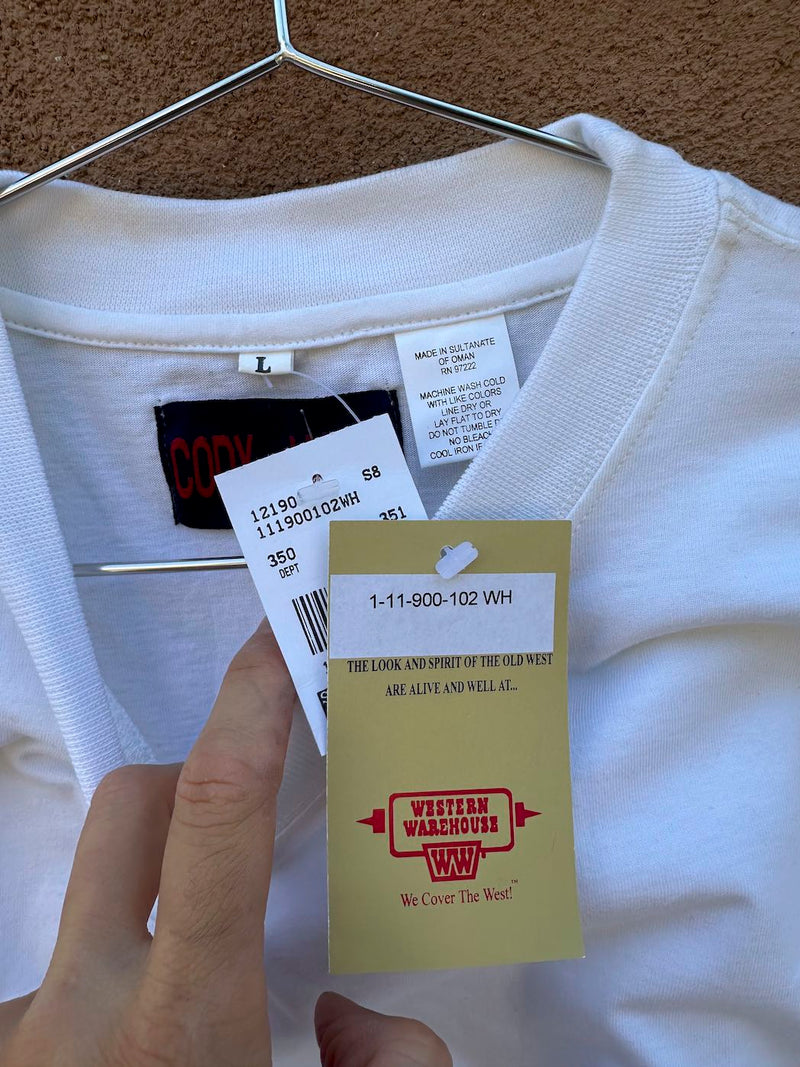 L
MADE IN SULTANATE
OF OMAN
RN 97222
MACHINE WASH COLD
WITH LIKE COLORS
LINE DRY OR
LAY FLAT TO DRY
DO NOT TUMBLE
NO BLEACH
COOL IRON IF
CODY
12190 S8
111900102WH
350 351
DEPT
1-11-900-102 WH
THE LOOK AND SPIRIT OF THE OLD WEST
ARE ALIVE AND WELL AT...
WESTERN
WAREHOUSE
WW
We Cover The West!™